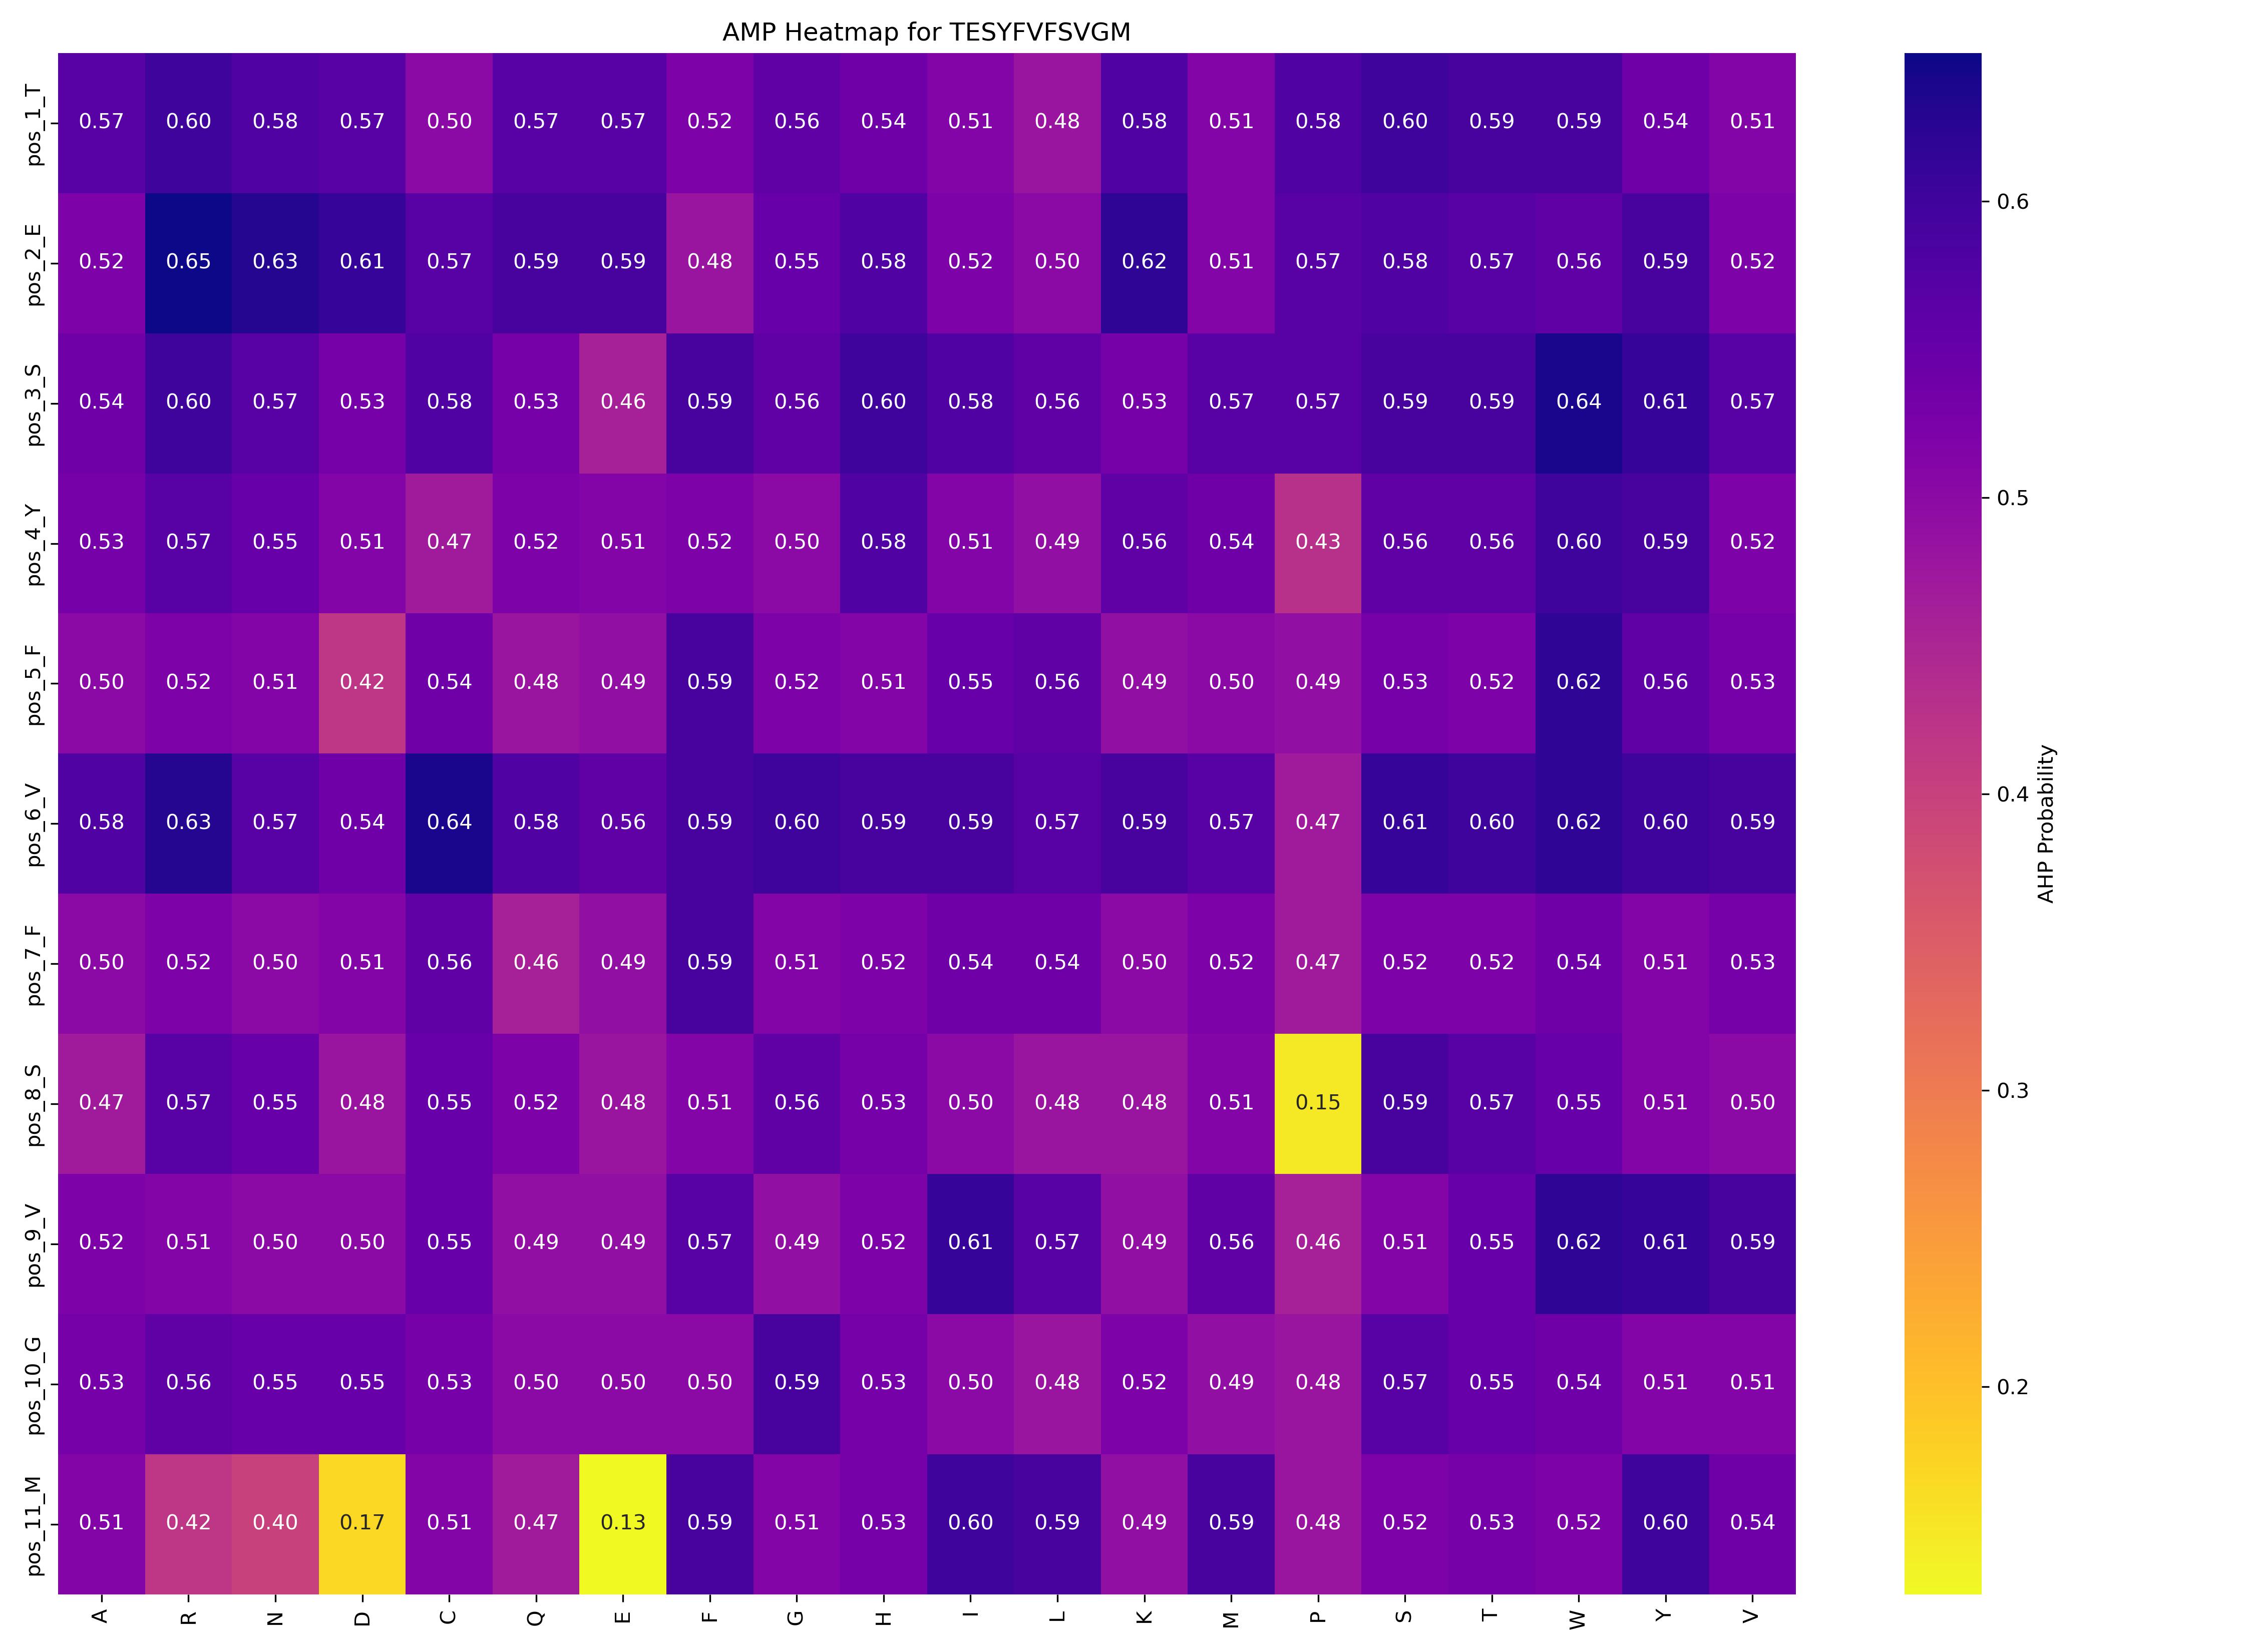 AMP Heatmap for TESYFVFSVGM
pos_1_T 0.57 0.60 0.58 0.57 0.50 0.57 0.57 0.52 0.56 0.54 0.51 0.48 0.58 0.51 0.58 0.60 0.59 0.59 0.54 0.51
pos_2_E 0.52 0.65 0.63 0.61 0.57 0.59 0.59 0.48 0.55 0.58 0.52 0.50 0.62 0.51 0.57 0.58 0.57 0.56 0.59 0.52
pos_3_S 0.54 0.60 0.57 0.53 0.58 0.53 0.46 0.59 0.56 0.60 0.58 0.56 0.53 0.57 0.57 0.59 0.59 0.64 0.61 0.57
pos_4_Y 0.53 0.57 0.55 0.51 0.47 0.52 0.51 0.52 0.50 0.58 0.51 0.49 0.56 0.54 0.43 0.56 0.56 0.60 0.59 0.52
pos_5_F 0.50 0.52 0.51 0.42 0.54 0.48 0.49 0.59 0.52 0.51 0.55 0.56 0.49 0.50 0.49 0.53 0.52 0.62 0.56 0.53
pos_6_V 0.58 0.63 0.57 0.54 0.64 0.58 0.56 0.59 0.60 0.59 0.59 0.57 0.59 0.57 0.47 0.61 0.60 0.62 0.60 0.59
pos_7_F 0.50 0.52 0.50 0.51 0.56 0.46 0.49 0.59 0.51 0.52 0.54 0.54 0.50 0.52 0.47 0.52 0.52 0.54 0.51 0.53
pos_8_S 0.47 0.57 0.55 0.48 0.55 0.52 0.48 0.51 0.56 0.53 0.50 0.48 0.48 0.51 0.15 0.59 0.57 0.55 0.51 0.50
pos_9_V 0.52 0.51 0.50 0.50 0.55 0.49 0.49 0.57 0.49 0.52 0.61 0.57 0.49 0.56 0.46 0.51 0.55 0.62 0.61 0.59
pos_10_G 0.53 0.56 0.55 0.55 0.53 0.50 0.50 0.50 0.59 0.53 0.50 0.48 0.52 0.49 0.48 0.57 0.55 0.54 0.51 0.51
pos_11_M 0.51 0.42 0.40 0.17 0.51 0.47 0.13 0.59 0.51 0.53 0.60 0.59 0.49 0.59 0.48 0.52 0.53 0.52 0.60 0.54
A R N D C Q E F G H I L K M P S T W Y V
0.6
0.5
0.4
0.3
0.2
AHP Probability